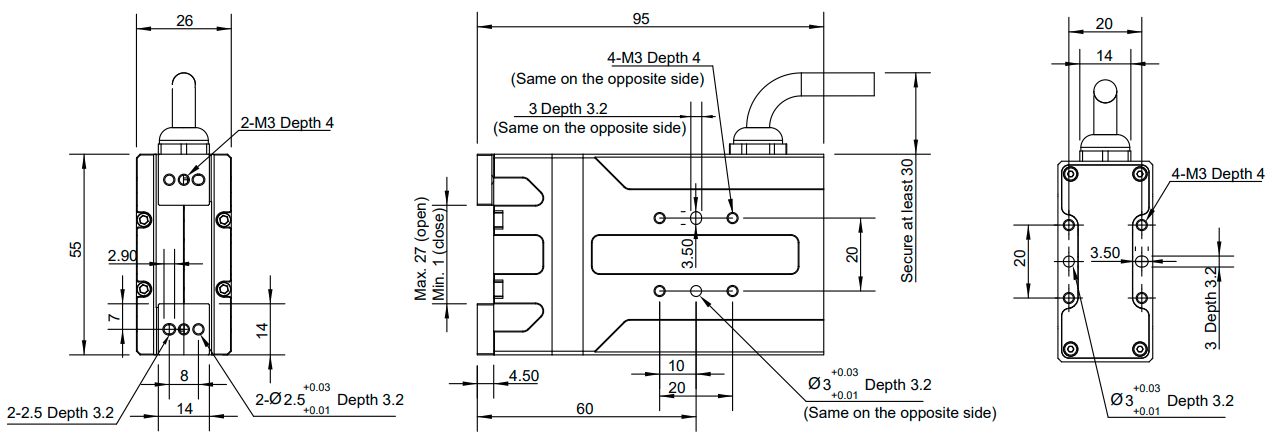 26
2-M3 Depth 4
55
2.90
7
14
8
14
2-2.5 Depth 3.2
2-Ø2.5 +0.03 +0.01 Depth 3.2
95
4-M3 Depth 4
(Same on the opposite side)
3 Depth 3.2
(Same on the opposite side)
Secure at least 30
Max. 27 (open)
Min. 1 (close)
3.50
20
4.50
10
20
60
Ø3 +0.03 +0.01 Depth 3.2
(Same on the opposite side)
20
14
4-M3 Depth 4
20
3.50
3 Depth 3.2
Ø3 +0.03 +0.01 Depth 3.2